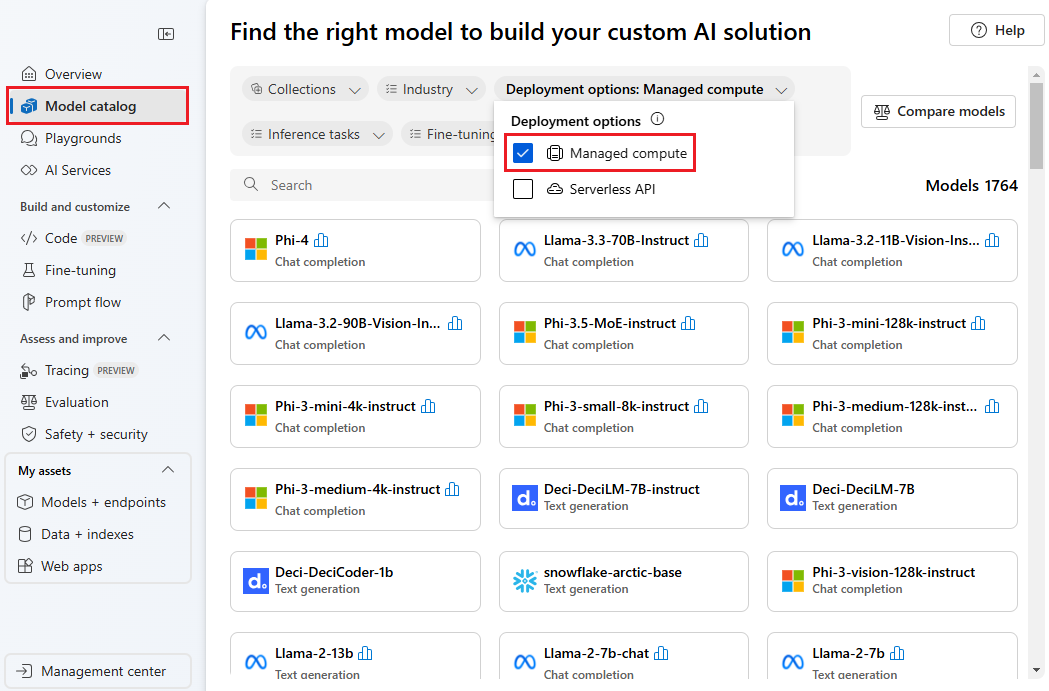 Find the right model to build your custom AI solution
Help
Overview
Model catalog
Playgrounds
AI Services
Build and customize
Code PREVIEW
Fine-tuning
Prompt flow
Assess and improve
Tracing PREVIEW
Evaluation
Safety + security
My assets
Models + endpoints
Data + indexes
Web apps
Management center
Collections
Industry
Deployment options: Managed compute
Inference tasks
Fine-tuning
Compare models
Deployment options
Managed compute
Serverless API
Search
Models 1764
Phi-4
Chat completion
Llama-3.3-70B-Instruct
Chat completion
Llama-3.2-11B-Vision-Ins...
Chat completion
Llama-3.2-90B-Vision-In...
Chat completion
Phi-3.5-MoE-instruct
Chat completion
Phi-3-mini-128k-instruct
Chat completion
Phi-3-mini-4k-instruct
Chat completion
Phi-3-small-8k-instruct
Chat completion
Phi-3-medium-128k-inst...
Chat completion
Phi-3-medium-4k-instruct
Chat completion
d.
Deci-DeciLM-7B-instruct
Text generation
d.
Deci-DeciLM-7B
Text generation
d.
Deci-DeciCoder-1b
Text generation
snowflake-arctic-base
Text generation
Phi-3-vision-128k-instruct
Chat completion
Llama-2-13b
Text generation
Llama-2-7b-chat
Chat completion
Llama-2-7b
Text generation